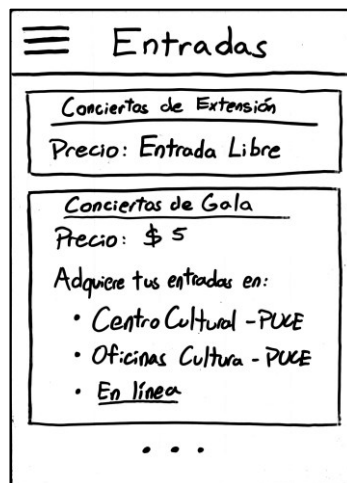 Entradas
Conciertos de Extensión
Precio: Entrada Libre
Conciertos de Gala
Precio: $ 5
Adquiere tus entradas en:
• Centro Cultural - PUCE
• Oficinas Cultura - PUCE
• En línea
• • •